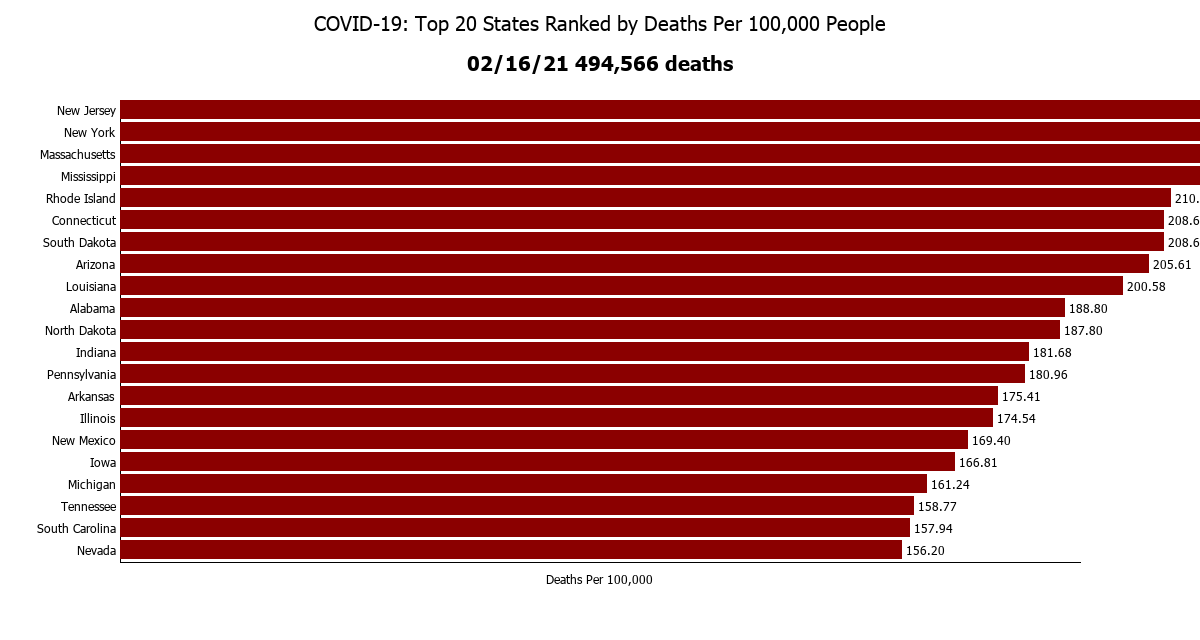 COVID-19: Top 20 States Ranked by Deaths Per 100,000 People
02/16/21 494,566 deaths
New Jersey
New York
Massachusetts
Mississippi
Rhode Island 210.
Connecticut 208.6
South Dakota 208.6
Arizona 205.61
Louisiana 200.58
Alabama 188.80
North Dakota 187.80
Indiana 181.68
Pennsylvania 180.96
Arkansas 175.41
Illinois 174.54
New Mexico 169.40
Iowa 166.81
Michigan 161.24
Tennessee 158.77
South Carolina 157.94
Nevada 156.20
Deaths Per 100,000